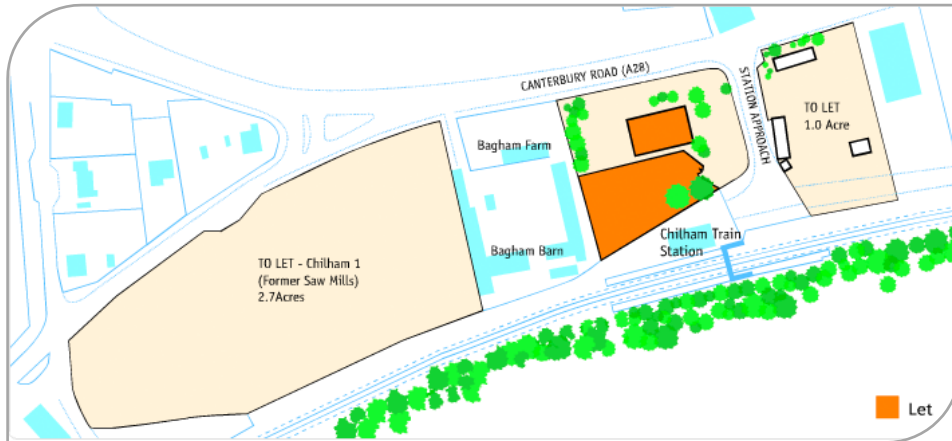 CANTERBURY ROAD (A28)
STATION APPROACH
TO LET
1.0 Acre
Bagham Farm
Bagham Barn
Chilham Train
Station
TO LET - Chilham 1
(Former Saw Mills)
2.7Acres
Let